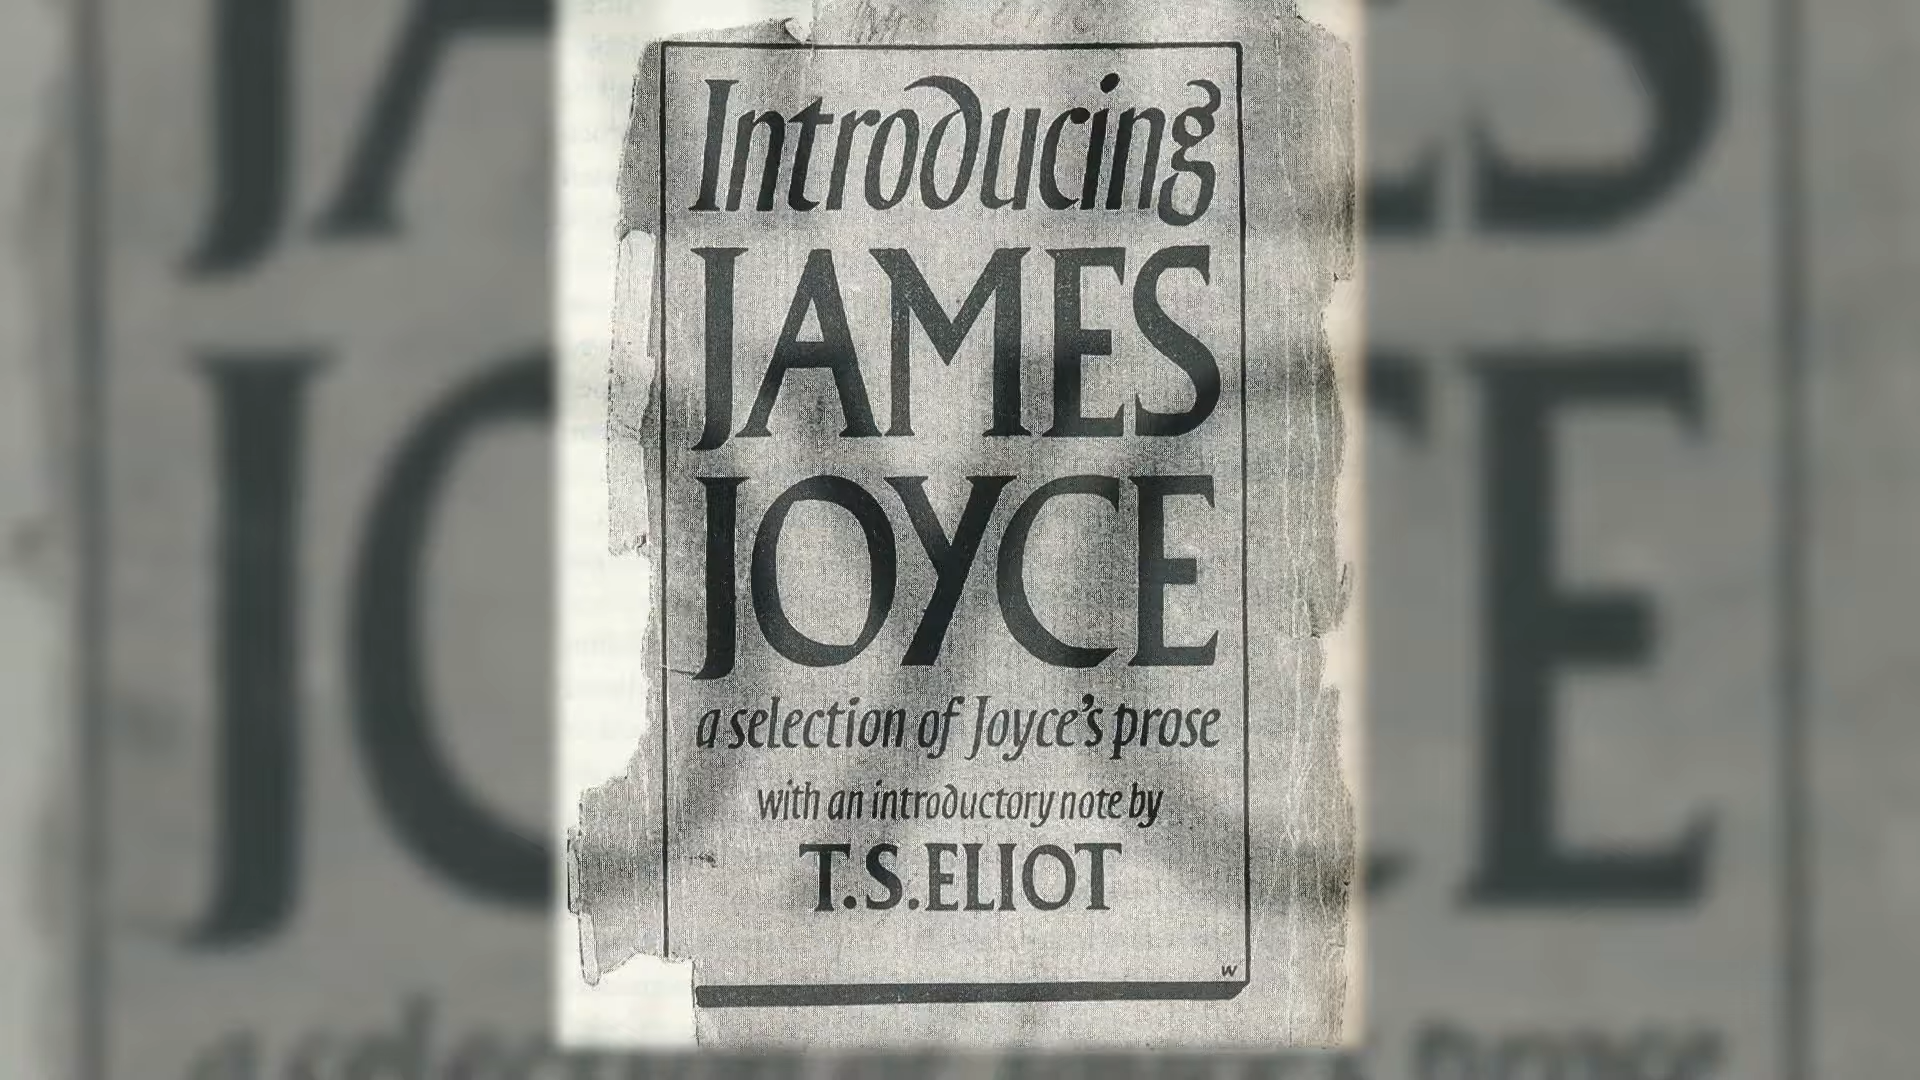 Introducing
JAMES
JOYCE
a selection of Joyce's prose
with an introductory note by
T.S.ELIOT
W